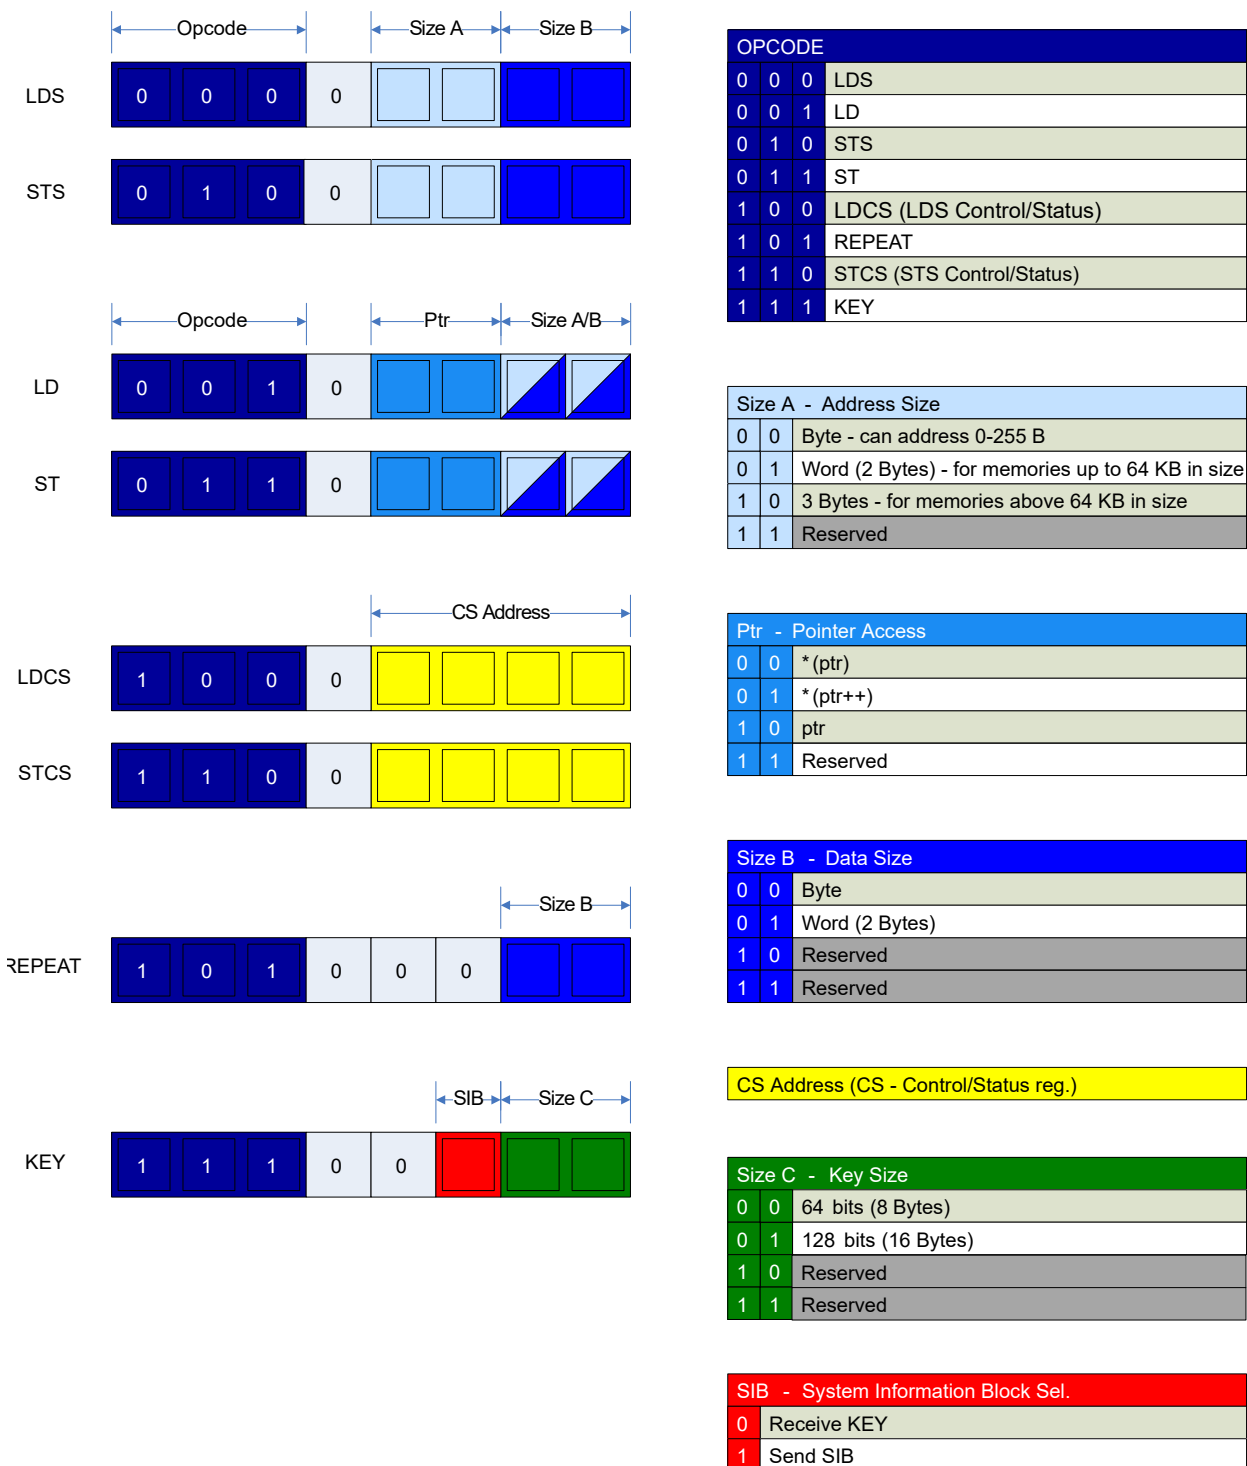 Opcode Size A Size B
LDS 0 0 0 0
STS 0 1 0 0
Opcode Ptr Size A/B
LD 0 0 1 0
ST 0 1 1 0
CS Address
LDCS 1 0 0 0
STCS 1 1 0 0
Size B
REPEAT 1 0 1 0 0 0
SIB Size C
KEY 1 1 1 0 0
OPCODE
0 0 0 LDS
0 0 1 LD
0 1 0 STS
0 1 1 ST
1 0 0 LDCS (LDS Control/Status)
1 0 1 REPEAT
1 1 0 STCS (STS Control/Status)
1 1 1 KEY
Size A - Address Size
0 0 Byte - can address 0-255 B
0 1 Word (2 Bytes) - for memories up to 64 KB in size
1 0 3 Bytes - for memories above 64 KB in size
1 1 Reserved
Ptr - Pointer Access
0 0 *(ptr)
0 1 *(ptr++)
1 0 ptr
1 1 Reserved
Size B - Data Size
0 0 Byte
0 1 Word (2 Bytes)
1 0 Reserved
1 1 Reserved
CS Address (CS - Control/Status reg.)
Size C - Key Size
0 0 64 bits (8 Bytes)
0 1 128 bits (16 Bytes)
1 0 Reserved
1 1 Reserved
SIB - System Information Block Sel.
0 Receive KEY
1 Send SIB